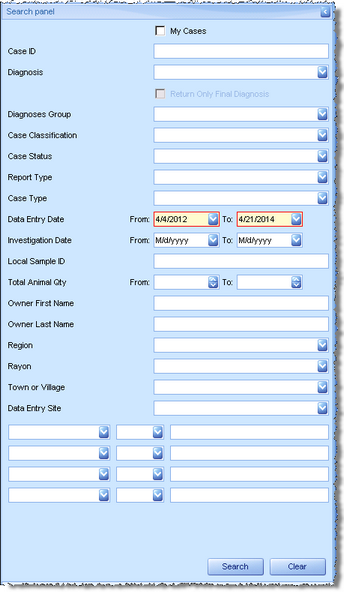 Search panel
My Cases
Case ID
Diagnosis
Return Only Final Diagnosis
Diagnoses Group
Case Classification
Case Status
Report Type
Case Type
Data Entry Date From: 4/4/2012 To: 4/21/2014
Investigation Date From: M/d/yyyy To: M/d/yyyy
Local Sample ID
Total Animal Qty From: To:
Owner First Name
Owner Last Name
Region
Rayon
Town or Village
Data Entry Site
Search Clear